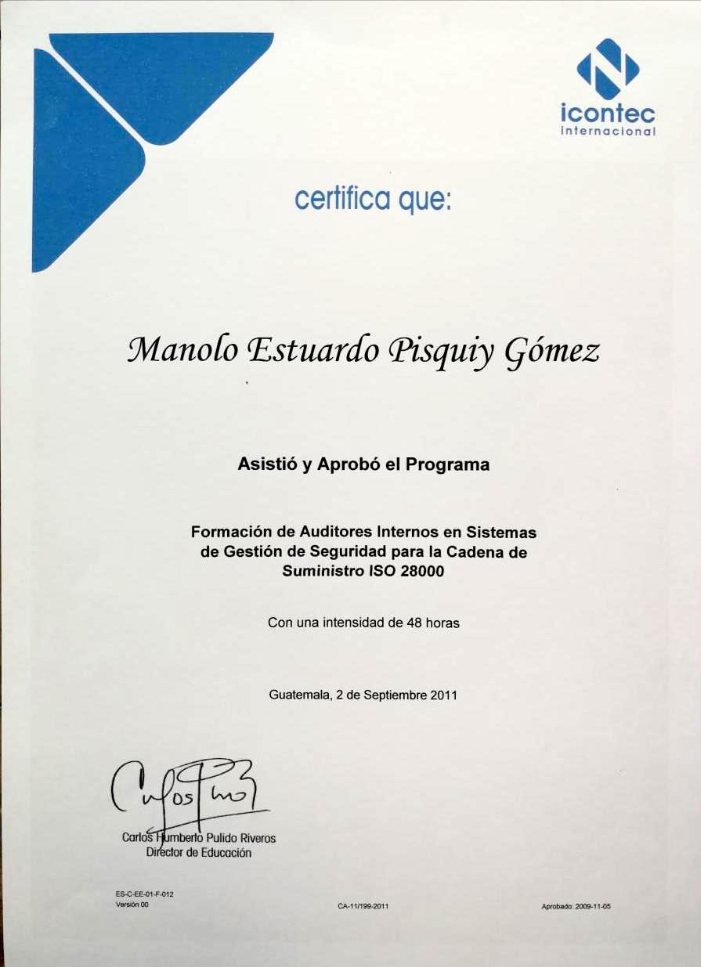 icontec
internacional
certifica que:
Manolo Estuardo Pisquiy Gómez
Asistió y Aprobó el Programa
Formación de Auditores Internos en Sistemas
de Gestión de Seguridad para la Cadena de
Suministro ISO 28000
Con una intensidad de 48 horas
Guatemala, 2 de Septiembre 2011
Carlos Humberto Pulido Riveros
Director de Educación
ES-C-EE-01-F-012
Versión 00
CA-11/199-2011
Aprobado: 2009-11-05